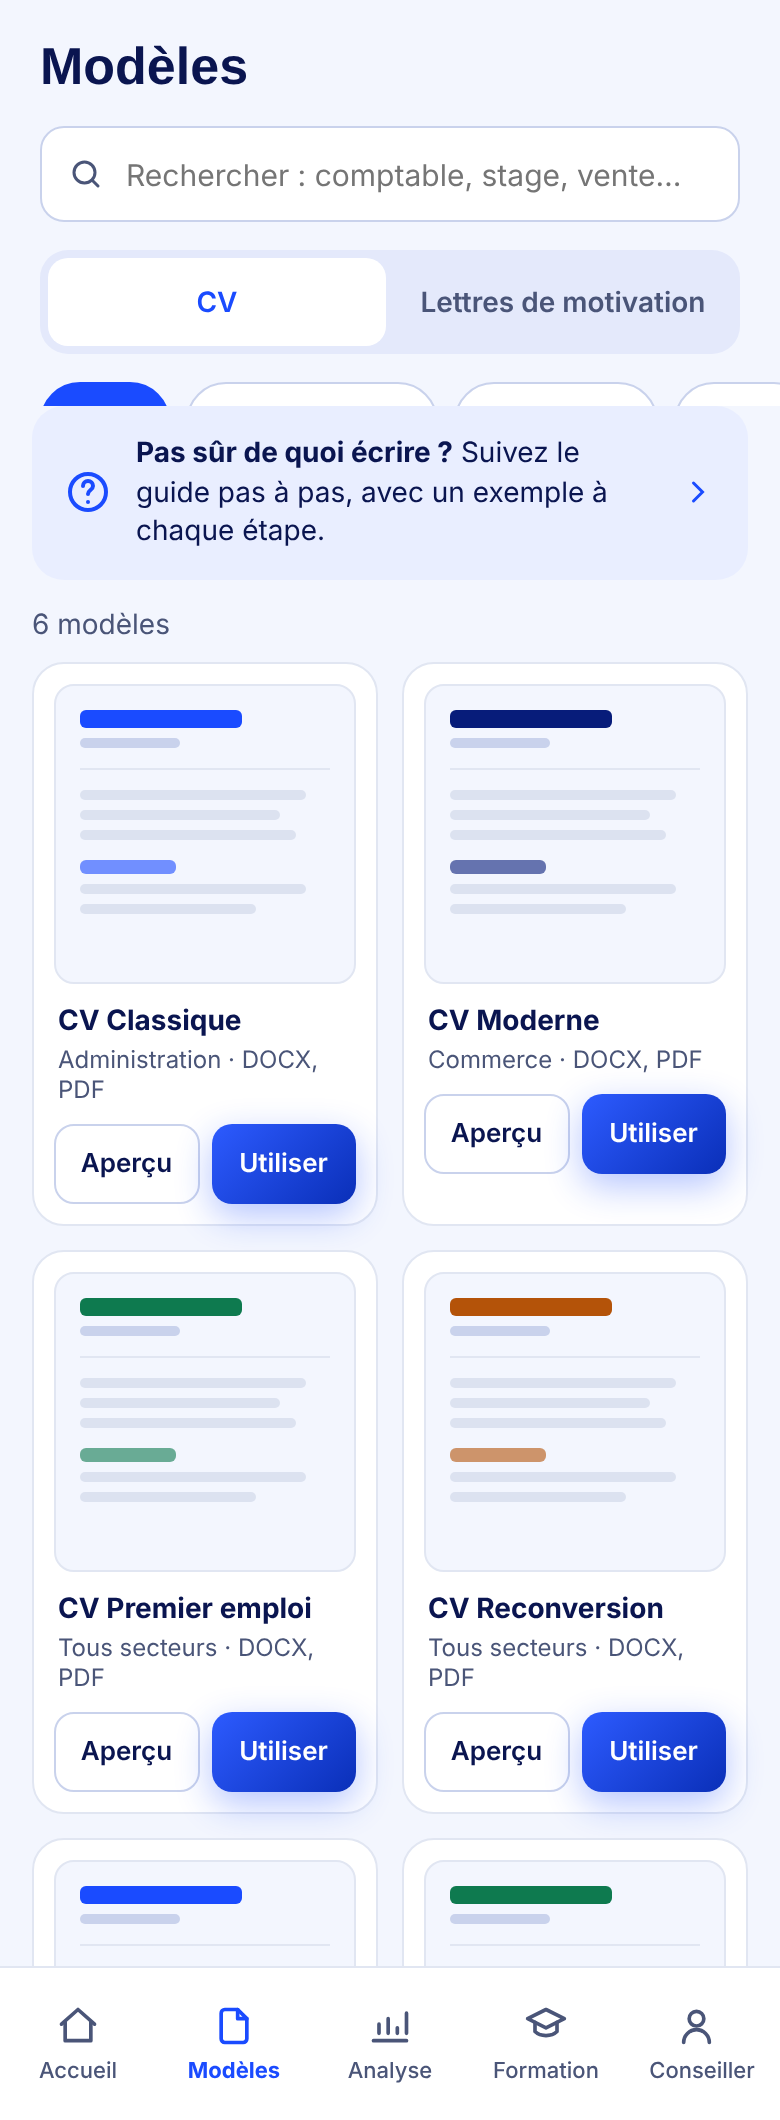 Modèles
Rechercher : comptable, stage, vente...
CV
Lettres de motivation
Pas sûr de quoi écrire ? Suivez le
guide pas à pas, avec un exemple à
chaque étape.
6 modèles
CV Classique
Administration · DOCX,
PDF
Aperçu
Utiliser
CV Moderne
Commerce · DOCX, PDF
Aperçu
Utiliser
CV Premier emploi
Tous secteurs · DOCX,
PDF
Aperçu
Utiliser
CV Reconversion
Tous secteurs · DOCX,
PDF
Aperçu
Utiliser
Accueil
Modèles
Analyse
Formation
Conseiller